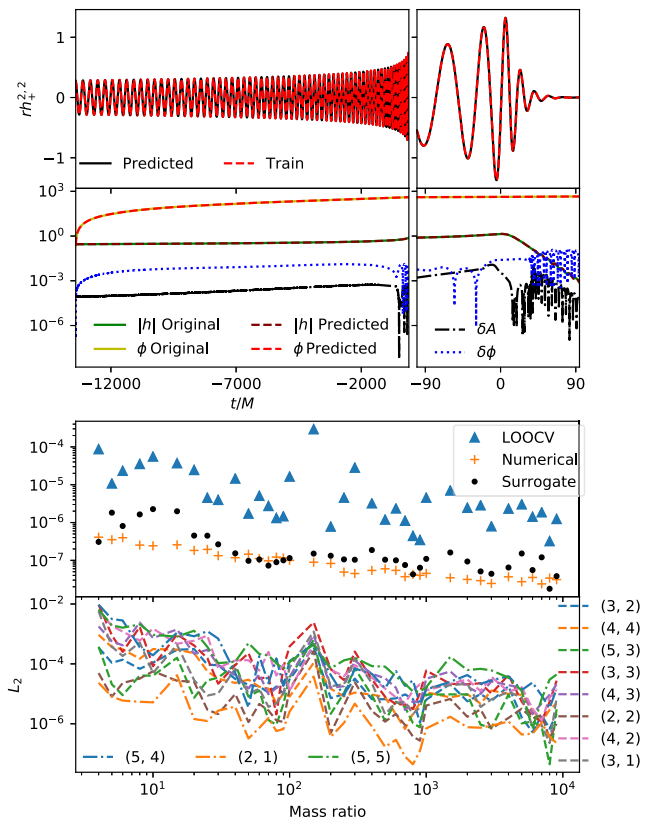 1
0
−1
rh₊²,²
Predicted Train
10³
10⁰
10⁻³
10⁻⁶
|h| Original |h| Predicted
ϕ Original ϕ Predicted
δA
δϕ
−12000 −7000 −2000 −90 0 90
t/M
10⁻⁴
10⁻⁵
10⁻⁶
10⁻⁷
LOOCV
Numerical
Surrogate
10⁻²
10⁻⁴
10⁻⁶
L₂
(3, 2)
(4, 4)
(5, 3)
(3, 3)
(4, 3)
(2, 2)
(4, 2)
(3, 1)
(5, 4) (2, 1) (5, 5)
10¹ 10² 10³ 10⁴
Mass ratio